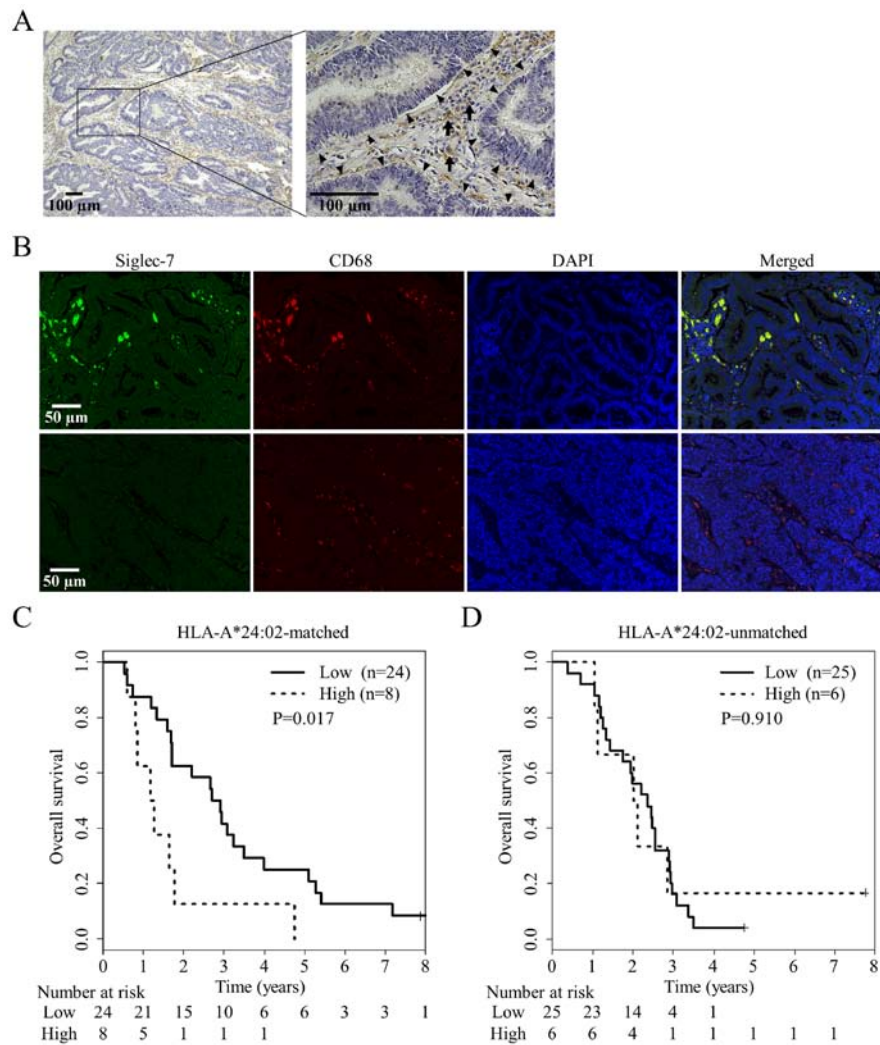 A
100 µm
100 µm
B
Siglec-7 CD68 DAPI Merged
50 µm
50 µm
C
HLA-A*24:02-matched
Low (n=24)
High (n=8)
P=0.017
Overall survival
0.0 0.2 0.4 0.6 0.8 1.0
0 1 2 3 4 5 6 7 8
Time (years)
Number at risk
Low 24 21 15 10 6 6 3 3 1
High 8 5 1 1 1
D
HLA-A*24:02-unmatched
Low (n=25)
High (n=6)
P=0.910
Overall survival
0.0 0.2 0.4 0.6 0.8 1.0
0 1 2 3 4 5 6 7 8
Time (years)
Number at risk
Low 25 23 14 4 1
High 6 6 4 1 1 1 1 1